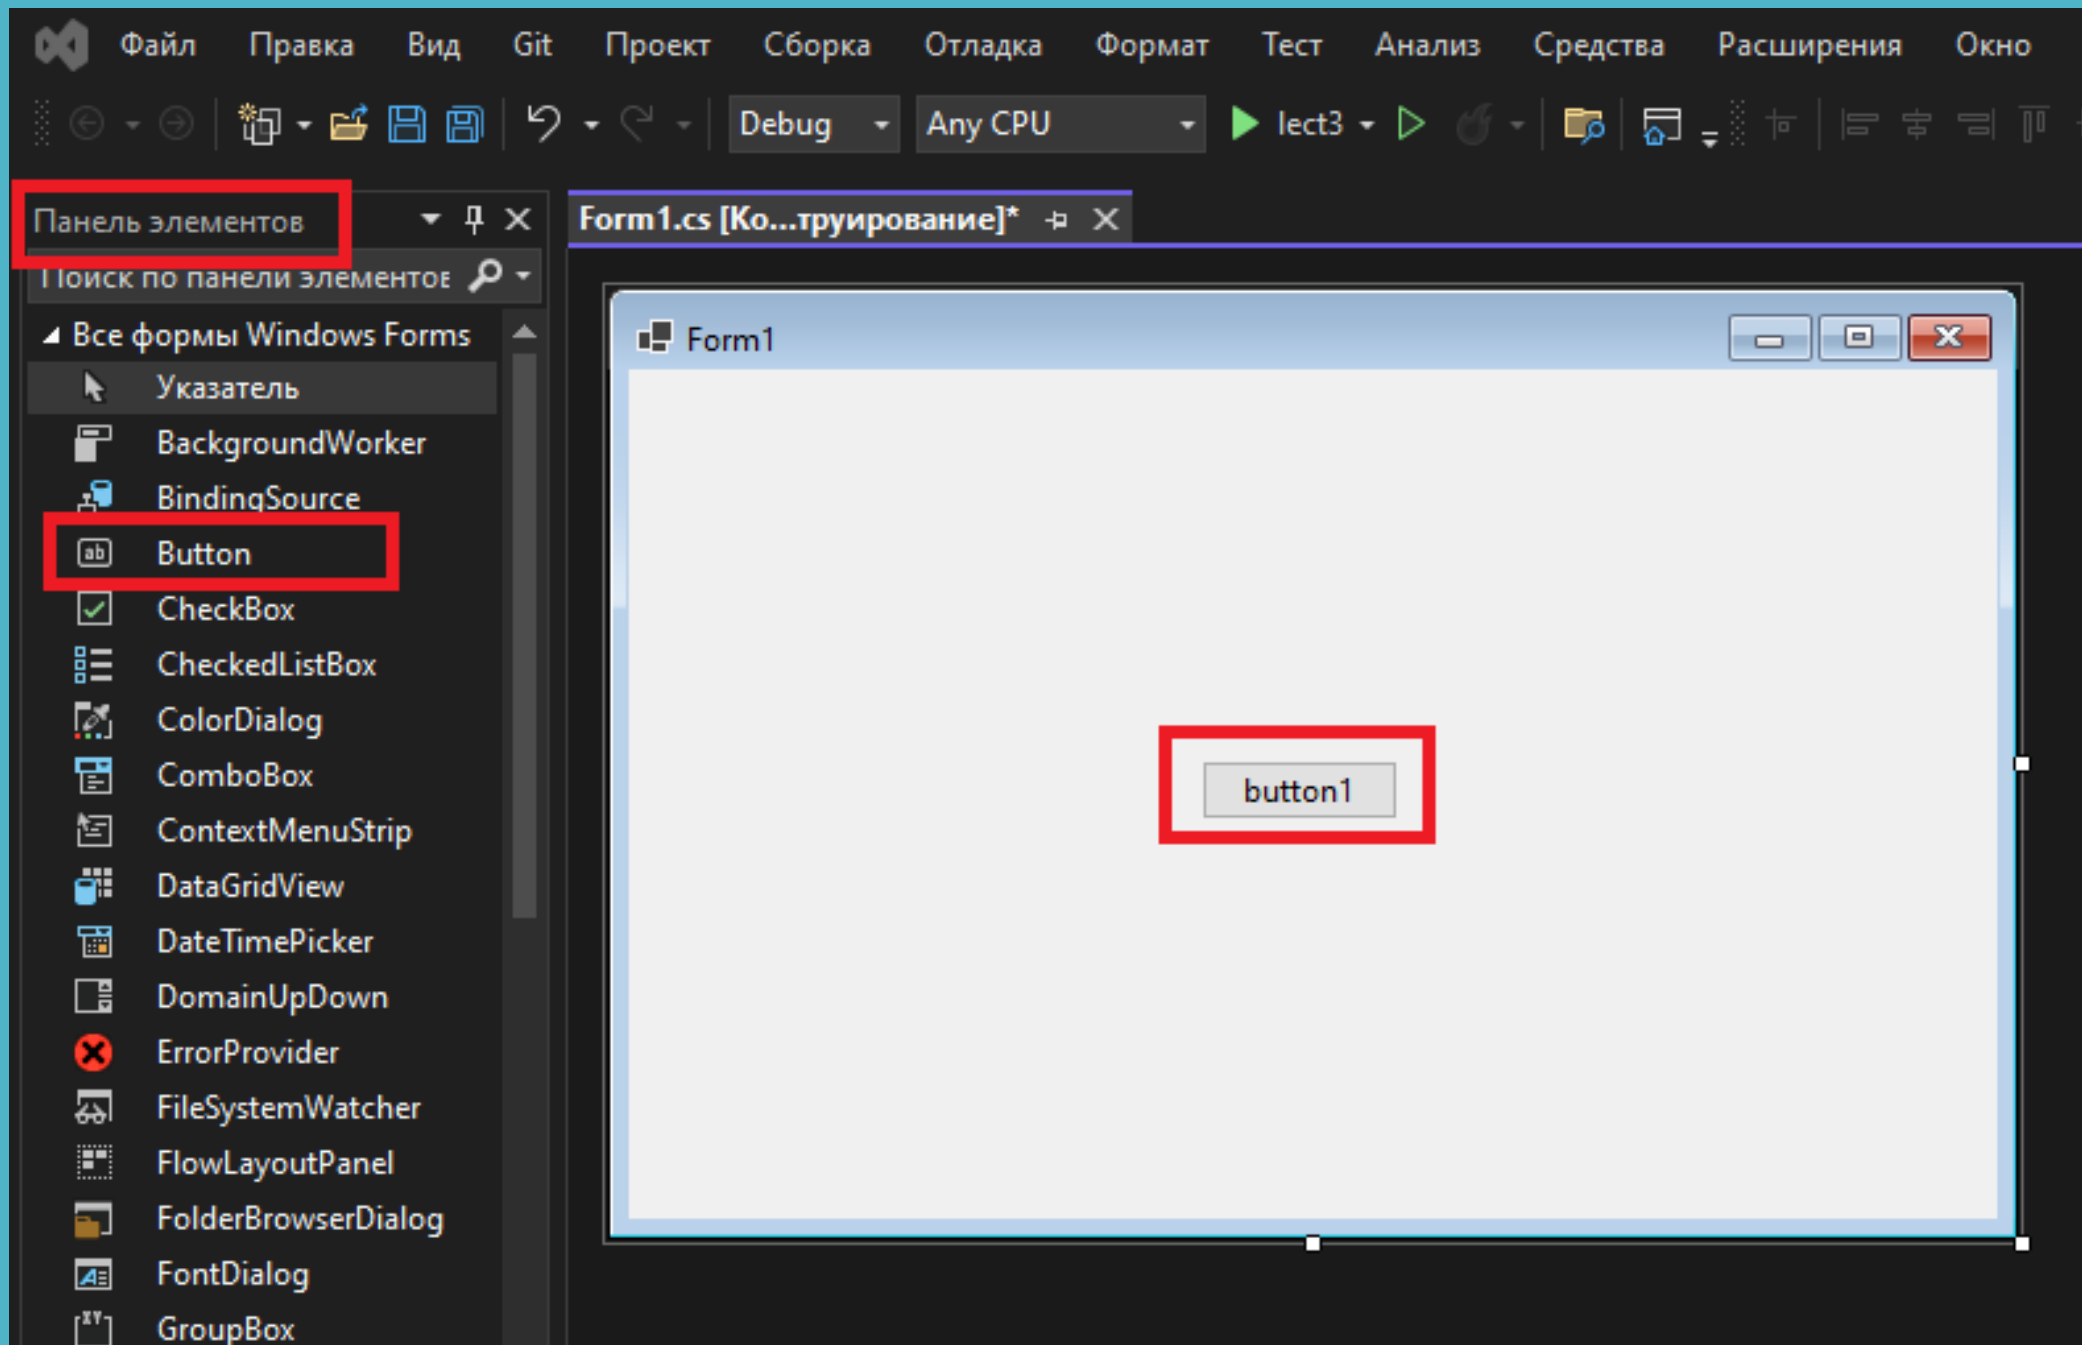 Файл Правка Вид Git Проект Сборка Отладка Формат Тест Анализ Средства Расширения Окно
Debug Any CPU lect3
Панель элементов
Form1.cs [Ко...труирование]*
Поиск по панели элементов
Все формы Windows Forms
Form1
Указатель
BackgroundWorker
BindingSource
ab Button
CheckBox
CheckedListBox
ColorDialog
ComboBox
button1
ContextMenuStrip
DataGridView
DateTimePicker
DomainUpDown
ErrorProvider
FileSystemWatcher
FlowLayoutPanel
FolderBrowserDialog
FontDialog
GroupBox